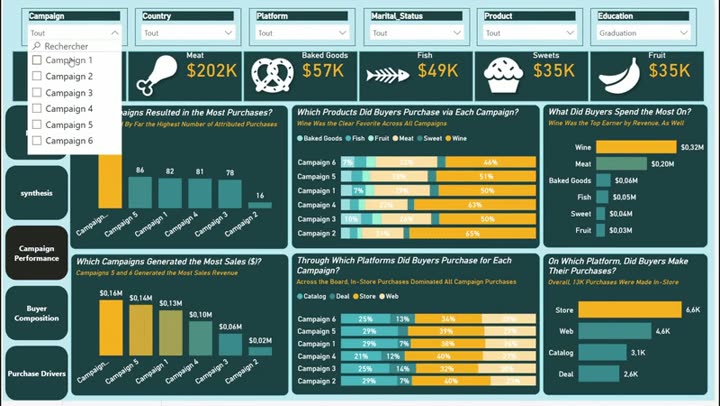 Campaign
Country
Platform
Marital_Status
Product
Education
Tout
Tout
Tout
Tout
Tout
Graduation
Rechercher
Campaign 1
Campaign 2
Campaign 3
Campaign 4
Campaign 5
Campaign 6
Meat
$202K
Baked Goods
$57K
Fish
$49K
Sweets
$35K
Fruit
$35K
synthesis
Campaign
Performance
Buyer
Composition
Purchase Drivers
Resulted in the Most Purchases?
By Far the Highest Number of Attributed Purchases
86
82
81
78
16
Campaign...
Campaign 5
Campaign 1
Campaign 4
Campaign 3
Campaign 2
Which Products Did Buyers Purchase via Each Campaign?
Wine Was the Clear Favorite Across All Campaigns
Baked Goods
Fish
Fruit
Meat
Sweet
Wine
Campaign 6
7%
46%
Campaign 5
51%
Campaign 1
7%
50%
Campaign 4
63%
Campaign 3
10%
50%
Campaign 2
65%
What Did Buyers Spend the Most On?
Wine Was the Top Earner by Revenue, As Well
Wine
$0,32M
Meat
$0,20M
Baked Goods
$0,06M
Fish
$0,05M
Sweet
$0,04M
Fruit
$0,03M
Which Campaigns Generated the Most Sales ($)?
Campaigns 5 and 6 Generated the Most Sales Revenue
$0,16M
$0,14M
$0,13M
$0,10M
$0,06M
$0,02M
Campaign...
Campaign 5
Campaign 1
Campaign 4
Campaign 3
Campaign 2
Through Which Platforms Did Buyers Purchase for Each
Campaign?
Across the Board, In-Store Purchases Dominated All Campaign Purchases
Catalog
Deal
Store
Web
Campaign 6
25%
13%
34%
Campaign 5
29%
39%
Campaign 1
29%
7%
38%
Campaign 4
21%
12%
40%
Campaign 3
25%
14%
32%
Campaign 2
29%
7%
40%
On Which Platform, Did Buyers Make
Their Purchases?
Overall, 13K Purchases Were Made In-Store
Store
6,6K
Web
4,6K
Catalog
3,1K
Deal
2,6K